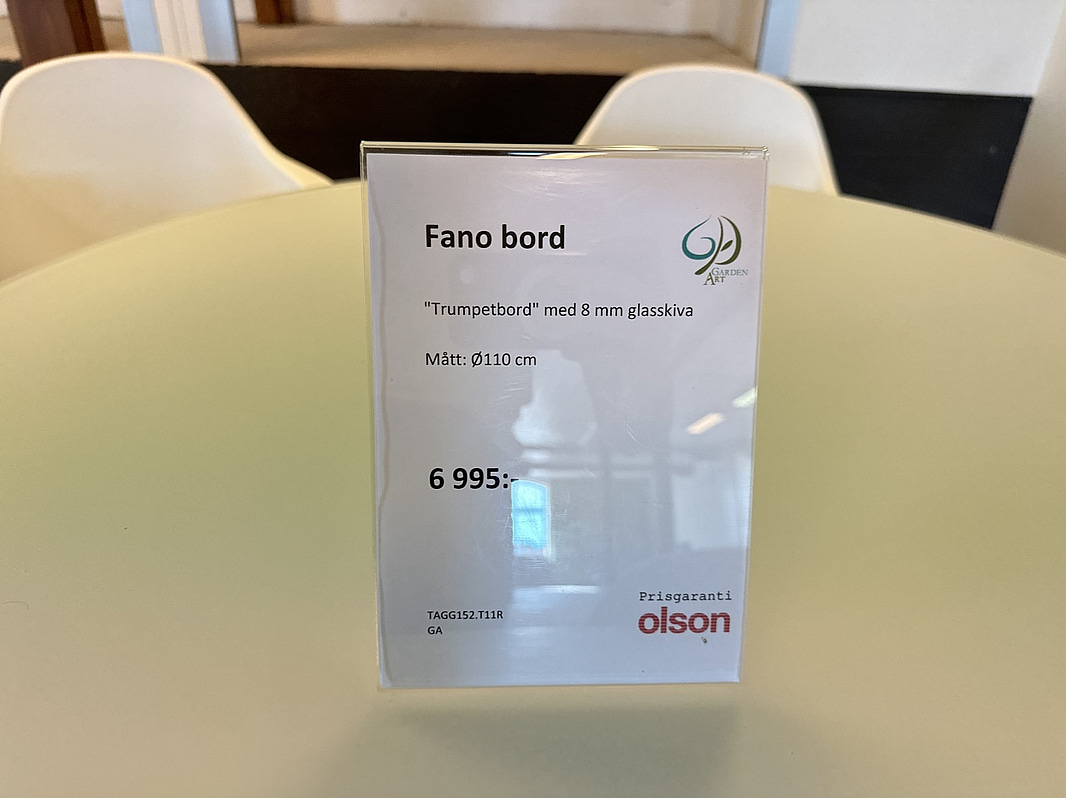 Fano bord
GARDEN
ART
"Trumpetbord" med 8 mm glasskiva
Mått: Ø110 cm
6 995:-
Prisgaranti
olson
TAGG152.T11R
GA